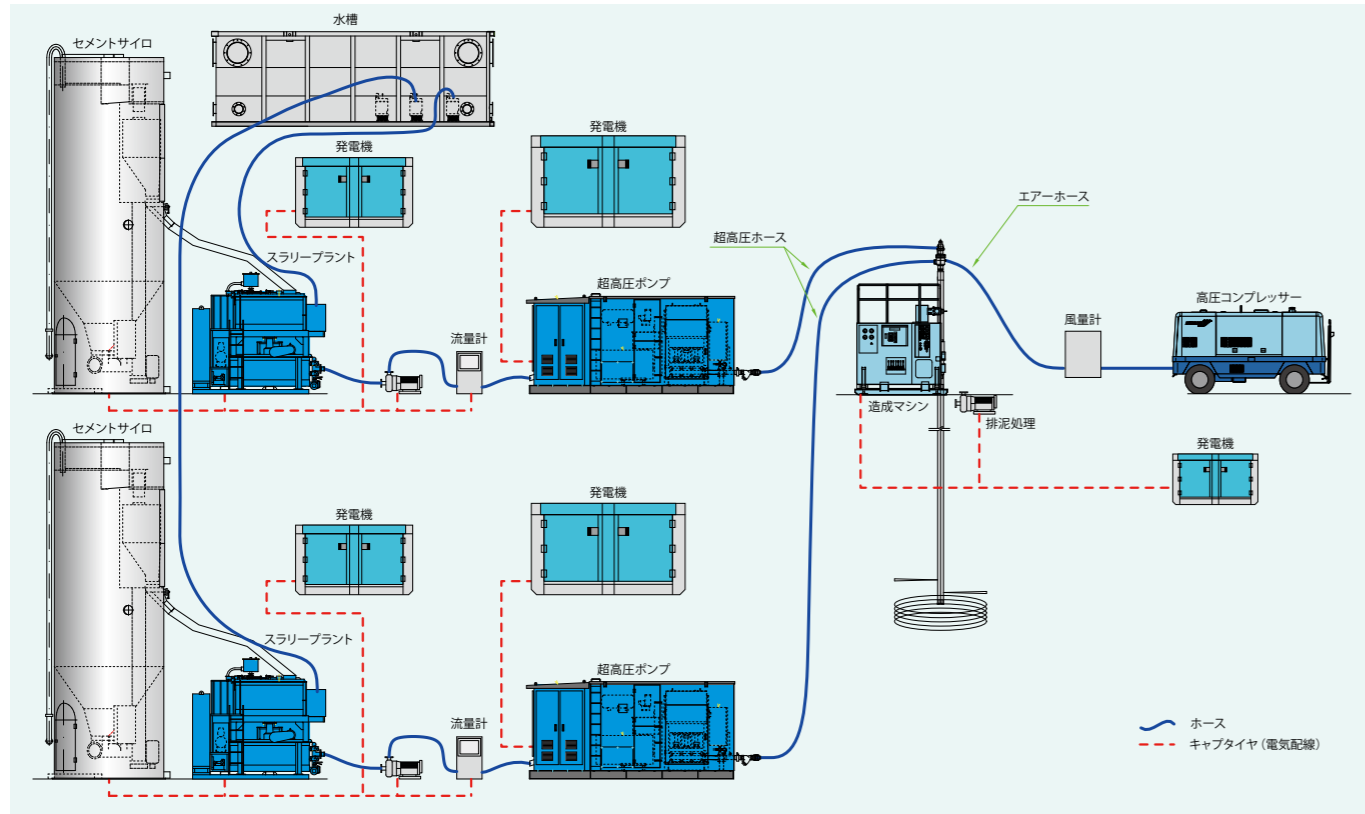 水槽
セメントサイロ
発電機
発電機
エアーホース
超高圧ホース
スラリープラント
超高圧ポンプ
高圧コンプレッサー
流量計
風量計
造成マシン
排泥処理
セメントサイロ
発電機
発電機
発電機
スラリープラント
超高圧ポンプ
流量計
ホース
キャプタイヤ（電気配線）